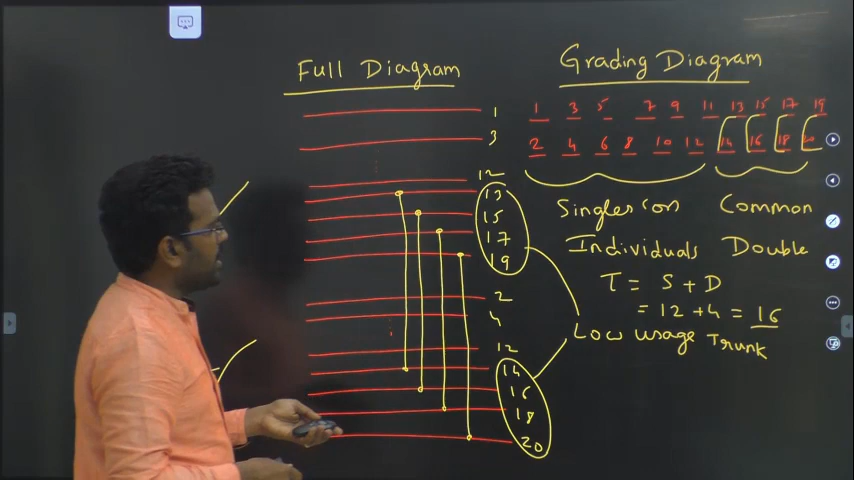 Full Diagram
1
3
12
13
15
17
19
2
4
12
14
16
18
20
Grading Diagram
1 3 5 7 9 11 13 15 17 19
2 4 6 8 10 12 14 16 18 20
Singles (or) Common
Individuals Double
T = S + D
= 12 + 4 = 16
Low usage Trunk